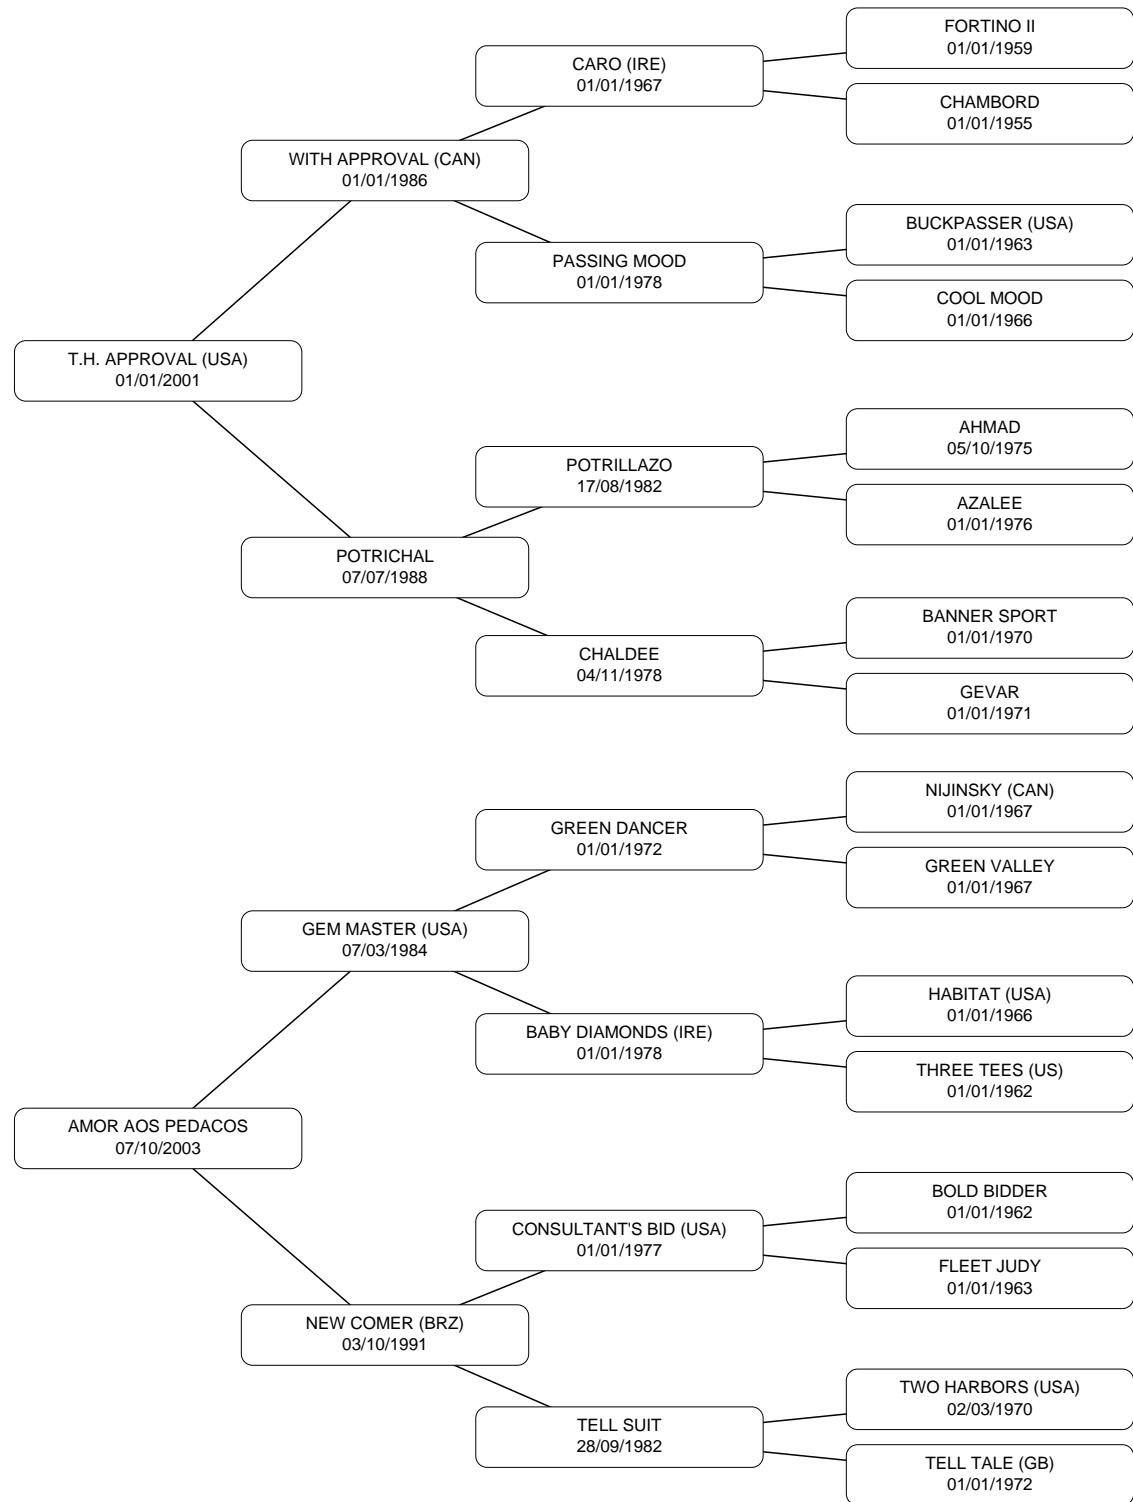 FORTINO II
01/01/1959
CARO (IRE)
01/01/1967
CHAMBORD
01/01/1955
WITH APPROVAL (CAN)
01/01/1986
BUCKPASSER (USA)
01/01/1963
PASSING MOOD
01/01/1978
COOL MOOD
01/01/1966
T.H. APPROVAL (USA)
01/01/2001
AHMAD
05/10/1975
POTRILLAZO
17/08/1982
AZALEE
01/01/1976
POTRICHAL
07/07/1988
BANNER SPORT
01/01/1970
CHALDEE
04/11/1978
GEVAR
01/01/1971
NIJINSKY (CAN)
01/01/1967
GREEN DANCER
01/01/1972
GREEN VALLEY
01/01/1967
GEM MASTER (USA)
07/03/1984
HABITAT (USA)
01/01/1966
BABY DIAMONDS (IRE)
01/01/1978
THREE TEES (US)
01/01/1962
AMOR AOS PEDACOS
07/10/2003
BOLD BIDDER
01/01/1962
CONSULTANT'S BID (USA)
01/01/1977
FLEET JUDY
01/01/1963
NEW COMER (BRZ)
03/10/1991
TWO HARBORS (USA)
02/03/1970
TELL SUIT
28/09/1982
TELL TALE (GB)
01/01/1972